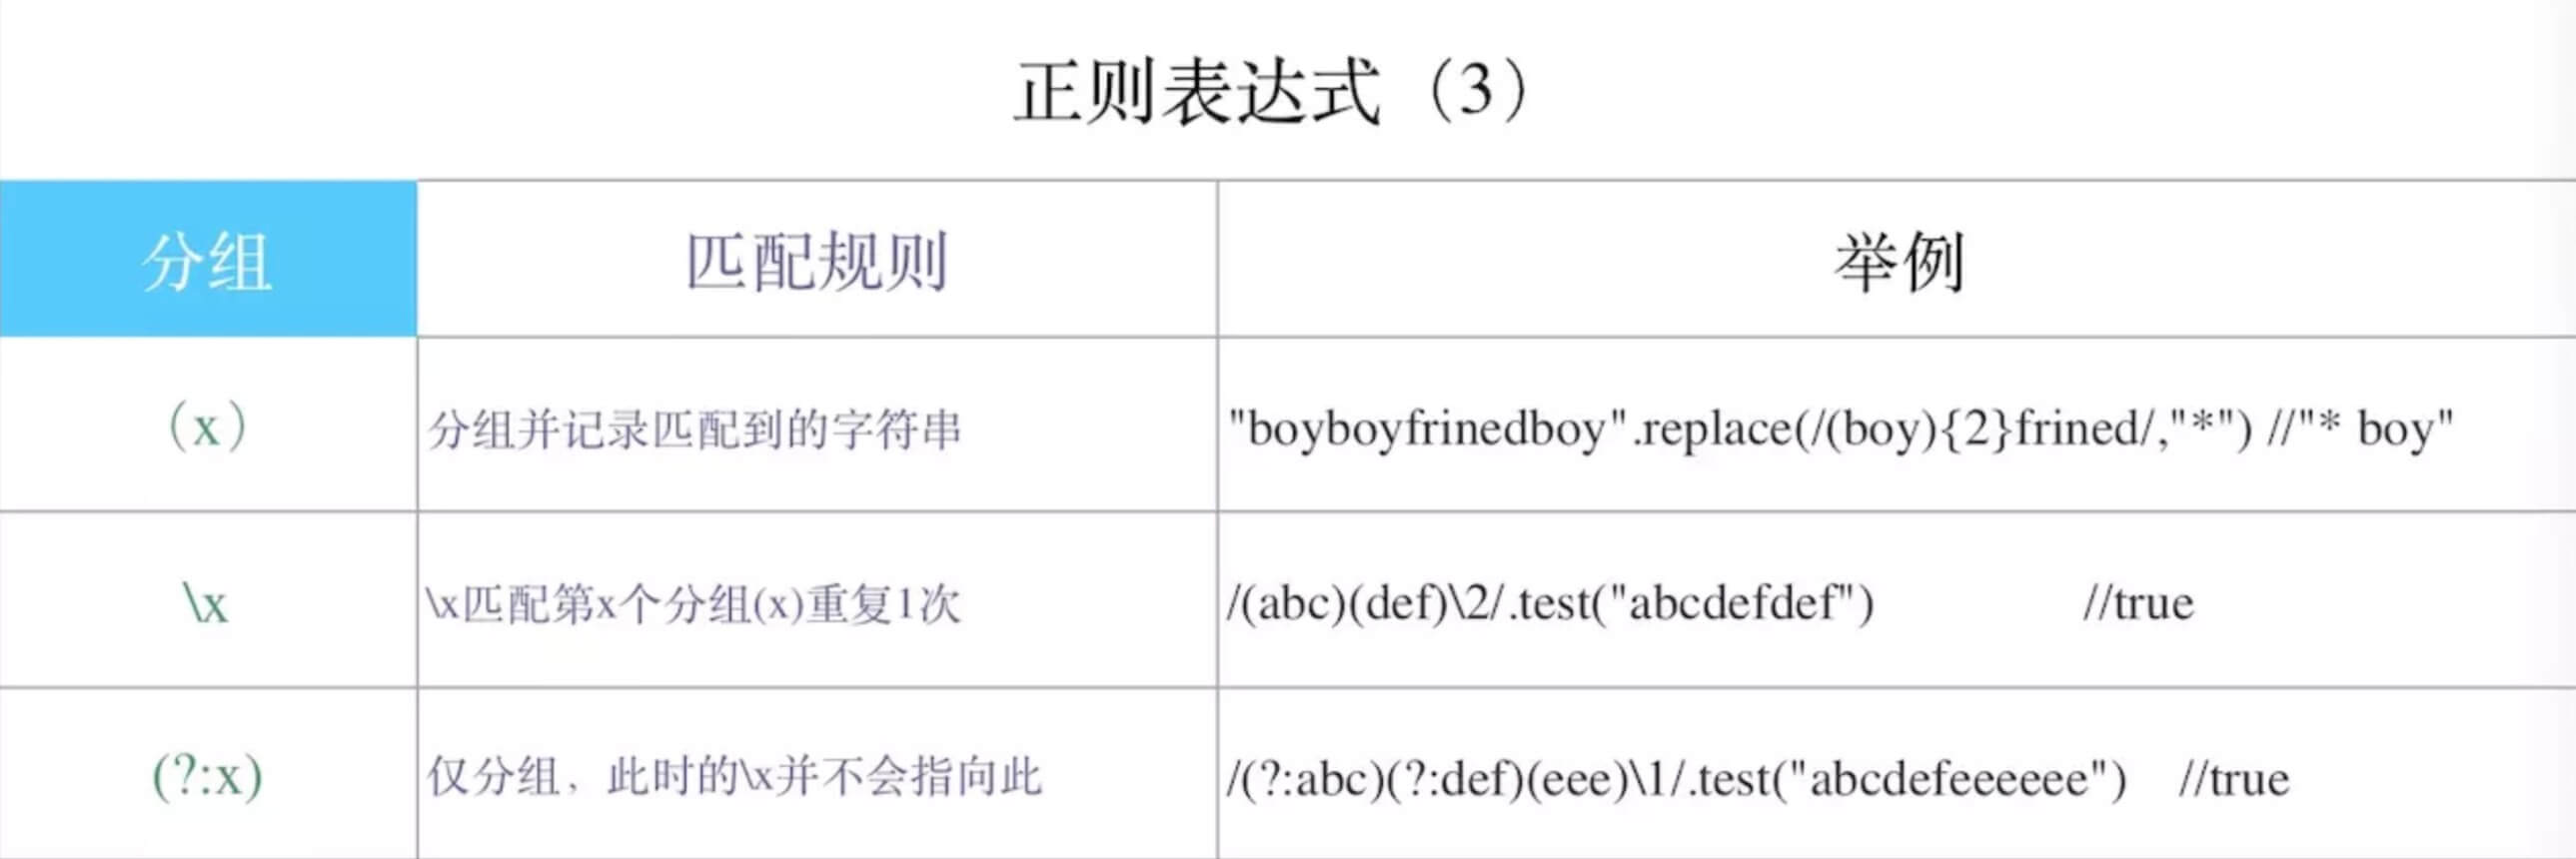 正则表达式（3）
分组 匹配规则 举例
（x） 分组并记录匹配到的字符串 "boyboyfrinedboy".replace(/(boy){2}frined/,"*") //"* boy"
\x \x匹配第x个分组(x)重复1次 /(abc)(def)\2/.test("abcdefdef") //true
(?:x) 仅分组，此时的\x并不会指向此 /(?:abc)(?:def)(eee)\1/.test("abcdefeeeeee") //true